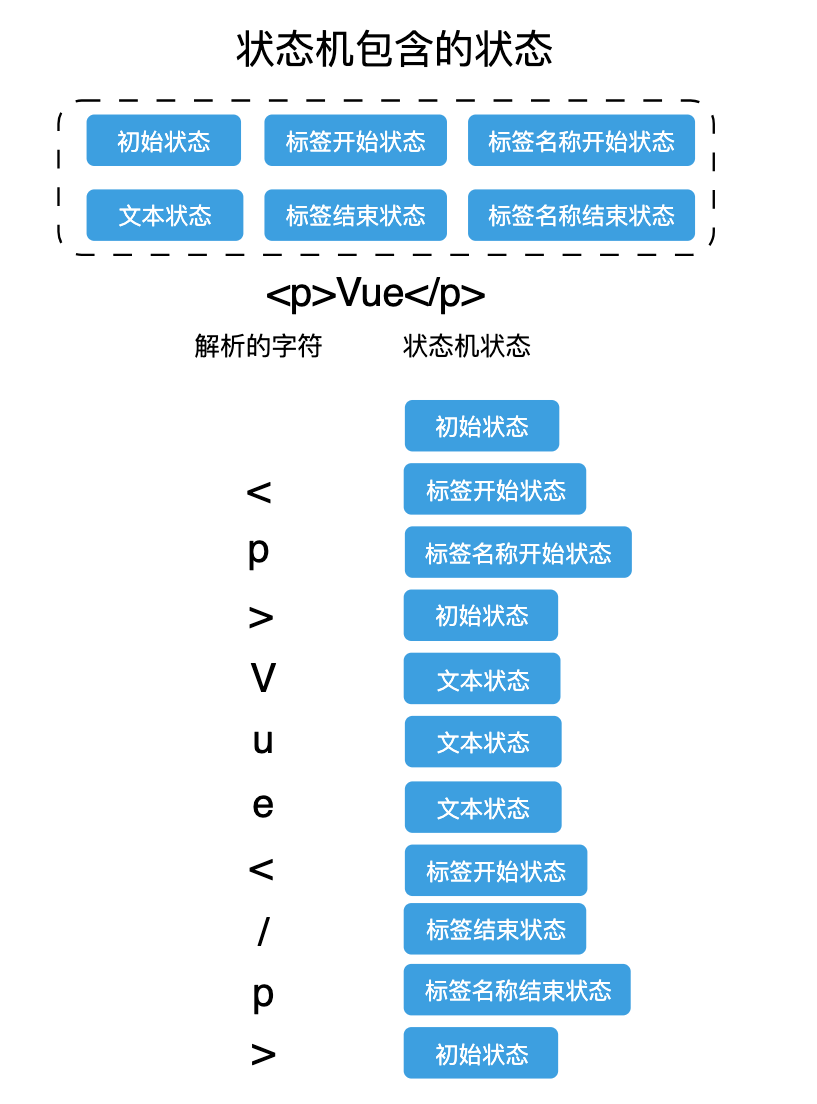 状态机包含的状态
初始状态 标签开始状态 标签名称开始状态
文本状态 标签结束状态 标签名称结束状态
<p>Vue</p>
解析的字符 状态机状态
初始状态
< 标签开始状态
p 标签名称开始状态
> 初始状态
V 文本状态
u 文本状态
e 文本状态
< 标签开始状态
/ 标签结束状态
p 标签名称结束状态
> 初始状态